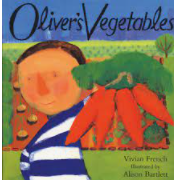 Oliver's Vegetables
Vivian French
Illustrated by
Alison Bartlett